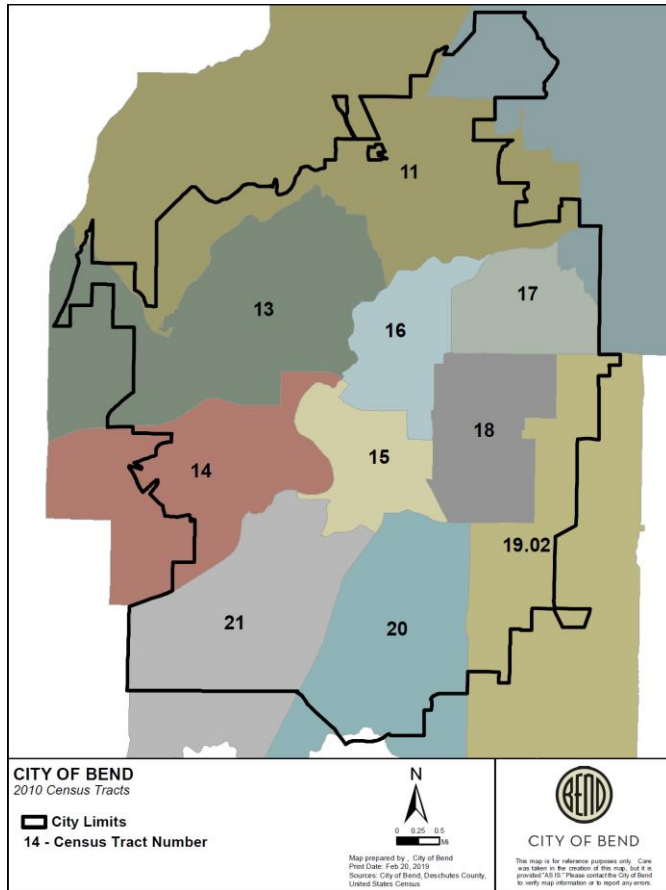 11
13
17
16
18
15
14
19.02
21
20
CITY OF BEND
2010 Census Tracts
City Limits
14 - Census Tract Number
N
0 0.25 0.5
Mi
Map prepared by , City of Bend
Print Date: Feb 20, 2019
Sources: City of Bend, Deschutes County,
United States Census
BEND
CITY OF BEND
This map is for reference purposes only. Care
was taken in the creation of this map, but it is
provided "AS IS." Please contact the City of Bend
to verify map information or to report any errors.